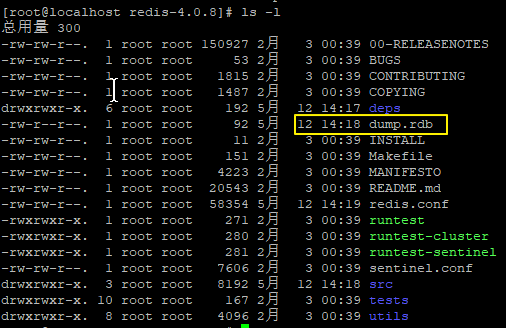 [root@localhost redis-4.0.8]# ls -l
总用量 300
-rw-rw-r--. 1 root root 150927 2月 3 00:39 00-RELEASENOTES
-rw-rw-r--. 1 root root 53 2月 3 00:39 BUGS
-rw-rw-r--. 1 root root 1815 2月 3 00:39 CONTRIBUTING
-rw-rw-r--. 1 root root 1487 2月 3 00:39 COPYING
drwxrwxr-x. 6 root root 192 5月 12 14:17 deps
-rw-r--r--. 1 root root 92 5月 12 14:18 dump.rdb
-rw-rw-r--. 1 root root 11 2月 3 00:39 INSTALL
-rw-rw-r--. 1 root root 151 2月 3 00:39 Makefile
-rw-rw-r--. 1 root root 4223 2月 3 00:39 MANIFESTO
-rw-rw-r--. 1 root root 20543 2月 3 00:39 README.md
-rw-rw-r--. 1 root root 58354 5月 12 14:19 redis.conf
-rwxrwxr-x. 1 root root 271 2月 3 00:39 runtest
-rwxrwxr-x. 1 root root 280 2月 3 00:39 runtest-cluster
-rwxrwxr-x. 1 root root 281 2月 3 00:39 runtest-sentinel
-rw-rw-r--. 1 root root 7606 2月 3 00:39 sentinel.conf
drwxrwxr-x. 3 root root 8192 5月 12 14:18 src
drwxrwxr-x. 10 root root 167 2月 3 00:39 tests
drwxrwxr-x. 8 root root 4096 2月 3 00:39 utils